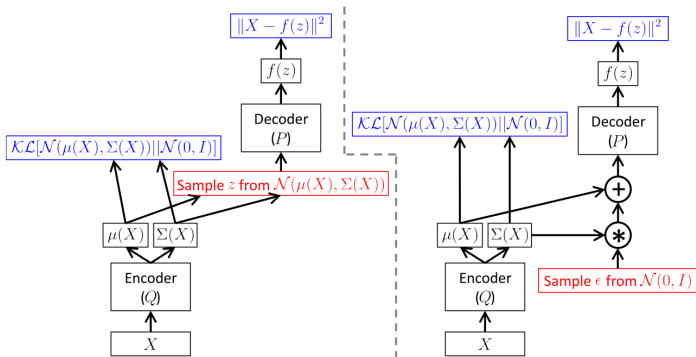 ‖X − f(z)‖²
f(z)
Decoder
(P)
𝒦ℒ[𝒩(μ(X), Σ(X))||𝒩(0, I)]
Sample z from 𝒩(μ(X), Σ(X))
μ(X)
Σ(X)
Encoder
(Q)
X
‖X − f(z)‖²
f(z)
Decoder
(P)
𝒦ℒ[𝒩(μ(X), Σ(X))||𝒩(0, I)]
+
μ(X)
Σ(X)
*
Sample ϵ from 𝒩(0, I)
Encoder
(Q)
X